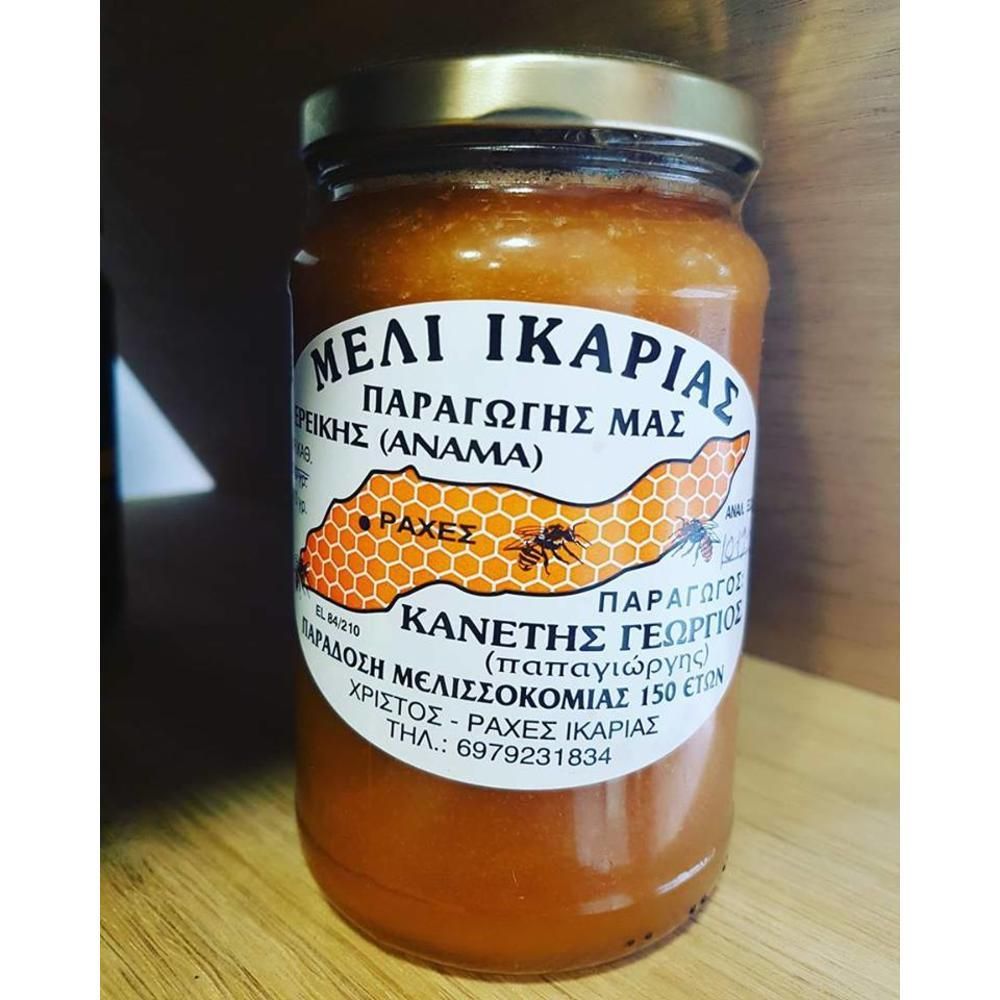 ΜΕΛΙ ΙΚΑΡΙΑΣ
ΠΑΡΑΓΩΓΗΣ ΜΑΣ
ΕΡΕΙΚΗΣ (ΑΝΑΜΑ)
ΡΑΧΕΣ
ΑΝΑΛ.
EL 84/210
ΠΑΡΑΓΩΓΟΣ:
ΚΑΝΕΤΗΣ ΓΕΩΡΓΙΟΣ
(παπαγιώργης)
ΠΑΡΑΔΟΣΗ ΜΕΛΙΣΣΟΚΟΜΙΑΣ 150 ΕΤΩΝ
ΧΡΙΣΤΟΣ - ΡΑΧΕΣ ΙΚΑΡΙΑΣ
ΤΗΛ.: 6979231834